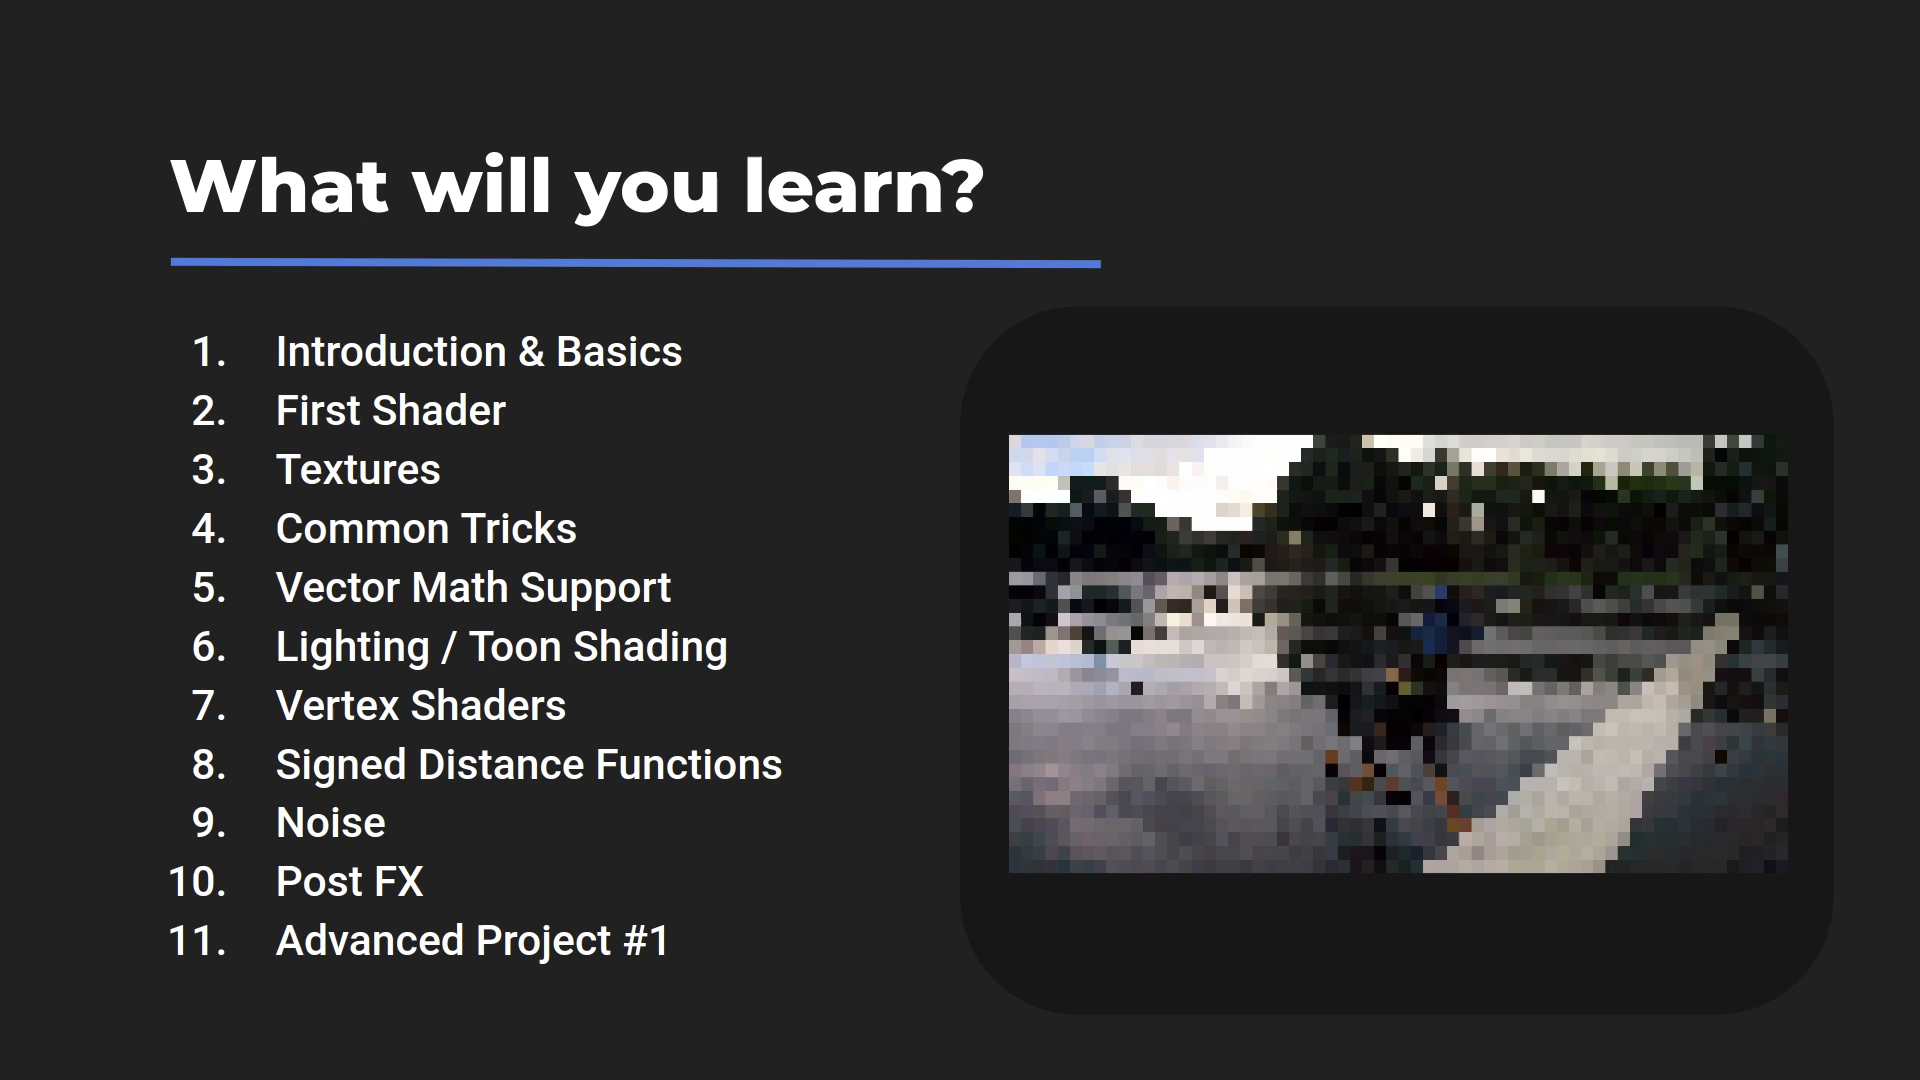 What will you learn?
1. Introduction & Basics
2. First Shader
3. Textures
4. Common Tricks
5. Vector Math Support
6. Lighting / Toon Shading
7. Vertex Shaders
8. Signed Distance Functions
9. Noise
10. Post FX
11. Advanced Project #1